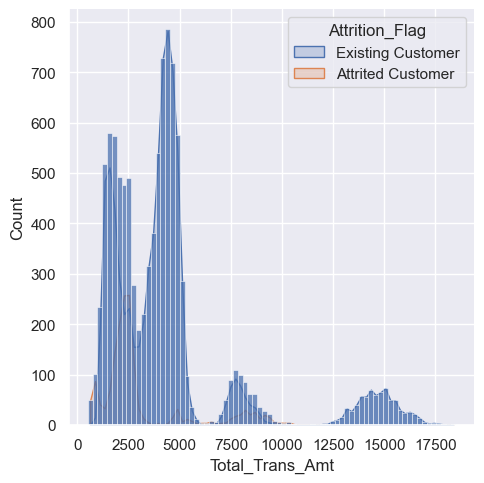 Attrition_Flag
Existing Customer
Attrited Customer
800
700
600
500
400
300
200
100
0
Count
0 2500 5000 7500 10000 12500 15000 17500
Total_Trans_Amt